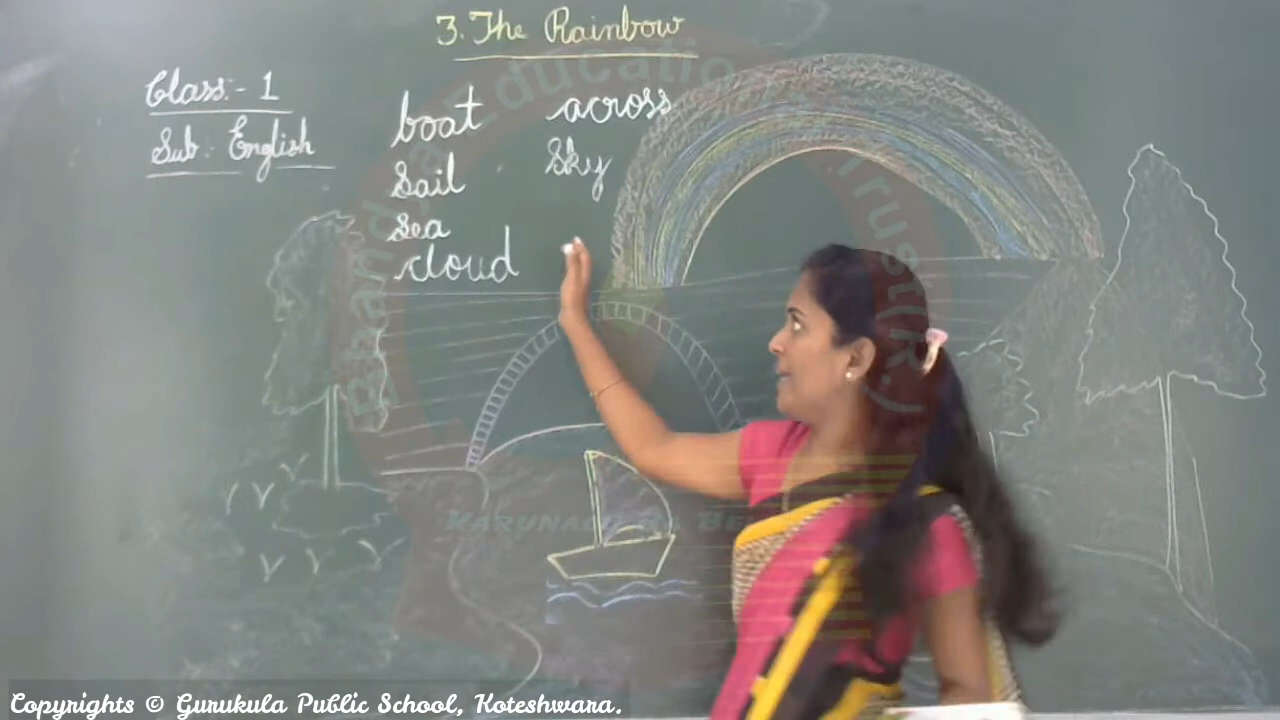 3. The Rainbow
Class:- 1
Sub: English
boat across
Sail Sky
sea
cloud
Copyrights © Gurukula Public School, Koteshwara.